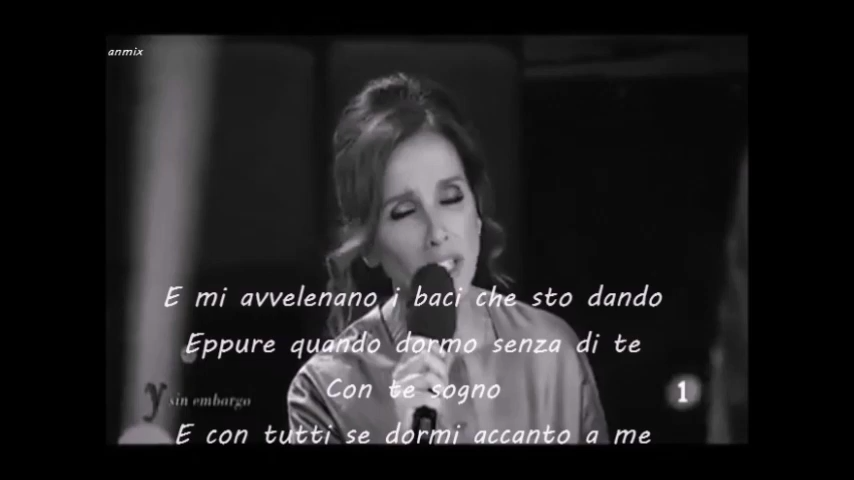 anmix
E mi avvelenano i baci che sto dando
Eppure quando dormo senza di te
Con te sogno
E con tutti se dormi accanto a me
y sin embargo
1